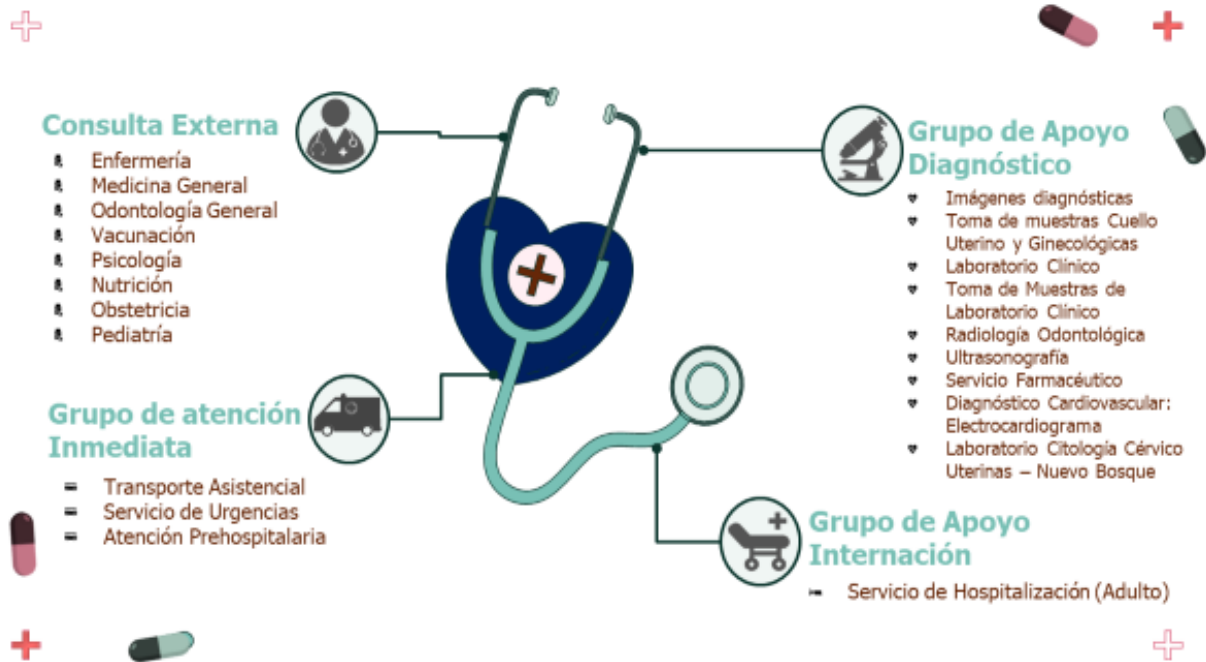 Consulta Externa
Enfermería
Medicina General
Odontología General
Vacunación
Psicología
Nutrición
Obstetricia
Pediatría
Grupo de atención
Inmediata
Transporte Asistencial
Servicio de Urgencias
Atención Prehospitalaria
Grupo de Apoyo
Diagnóstico
Imágenes diagnósticas
Toma de muestras Cuello
Uterino y Ginecológicas
Laboratorio Clínico
Toma de Muestras de
Laboratorio Clínico
Radiología Odontológica
Ultrasonografía
Servicio Farmacéutico
Diagnóstico Cardiovascular:
Electrocardiograma
Laboratorio Citología Cérvico
Uterinas – Nuevo Bosque
Grupo de Apoyo
Internación
Servicio de Hospitalización (Adulto)